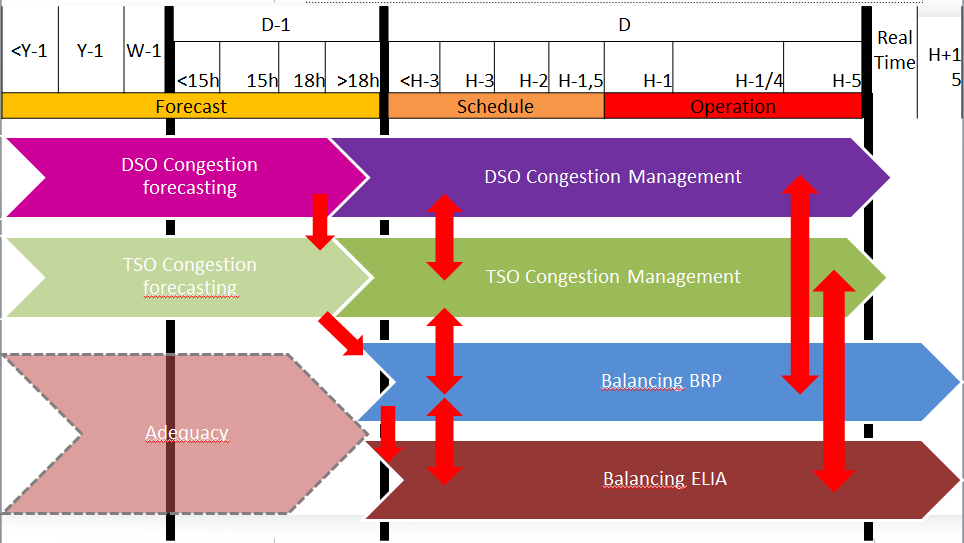 D-1
D
<Y-1
Y-1
W-1
Real
Time
H+1
5
<15h
15h
18h
>18h
<H-3
H-3
H-2
H-1,5
H-1
H-1/4
H-5
Forecast
Schedule
Operation
DSO Congestion
forecasting
DSO Congestion Management
TSO Congestion
forecasting
TSO Congestion Management
Balancing BRP
Adequacy
Balancing ELIA